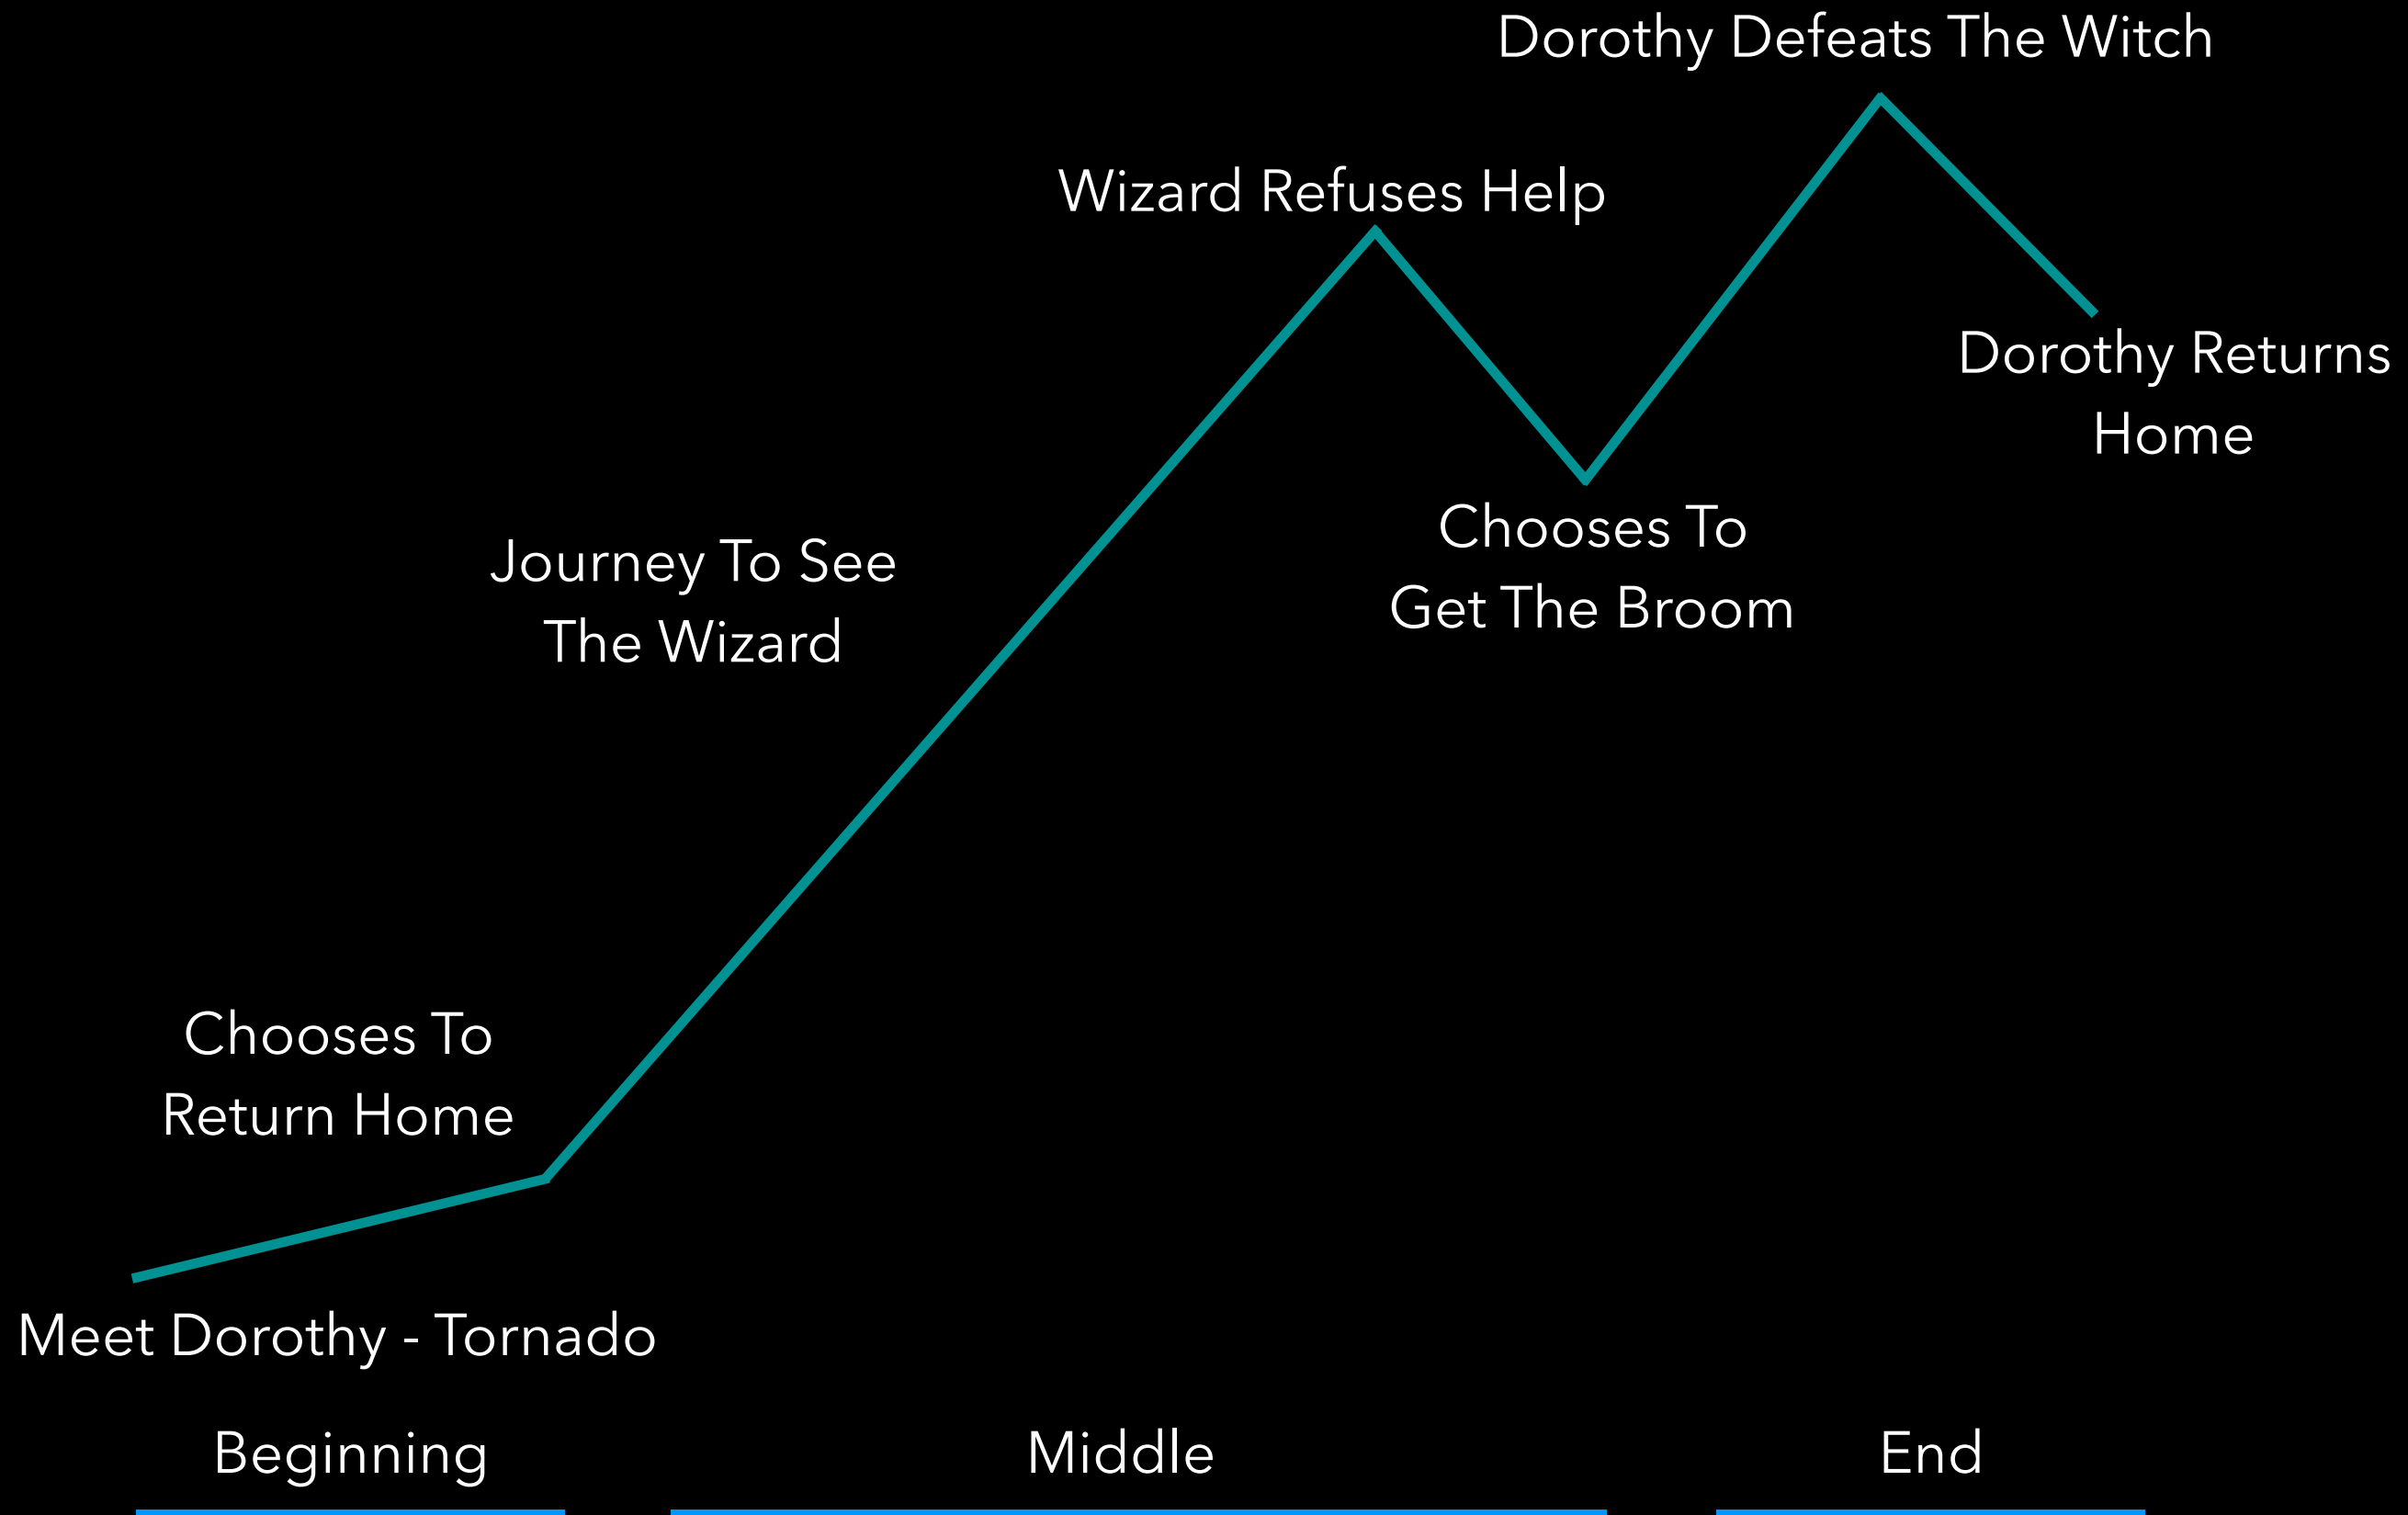 Dorothy Defeats The Witch
Wizard Refuses Help
Dorothy Returns
Home
Chooses To
Get The Broom
Journey To See
The Wizard
Chooses To
Return Home
Meet Dorothy - Tornado
Beginning
Middle
End